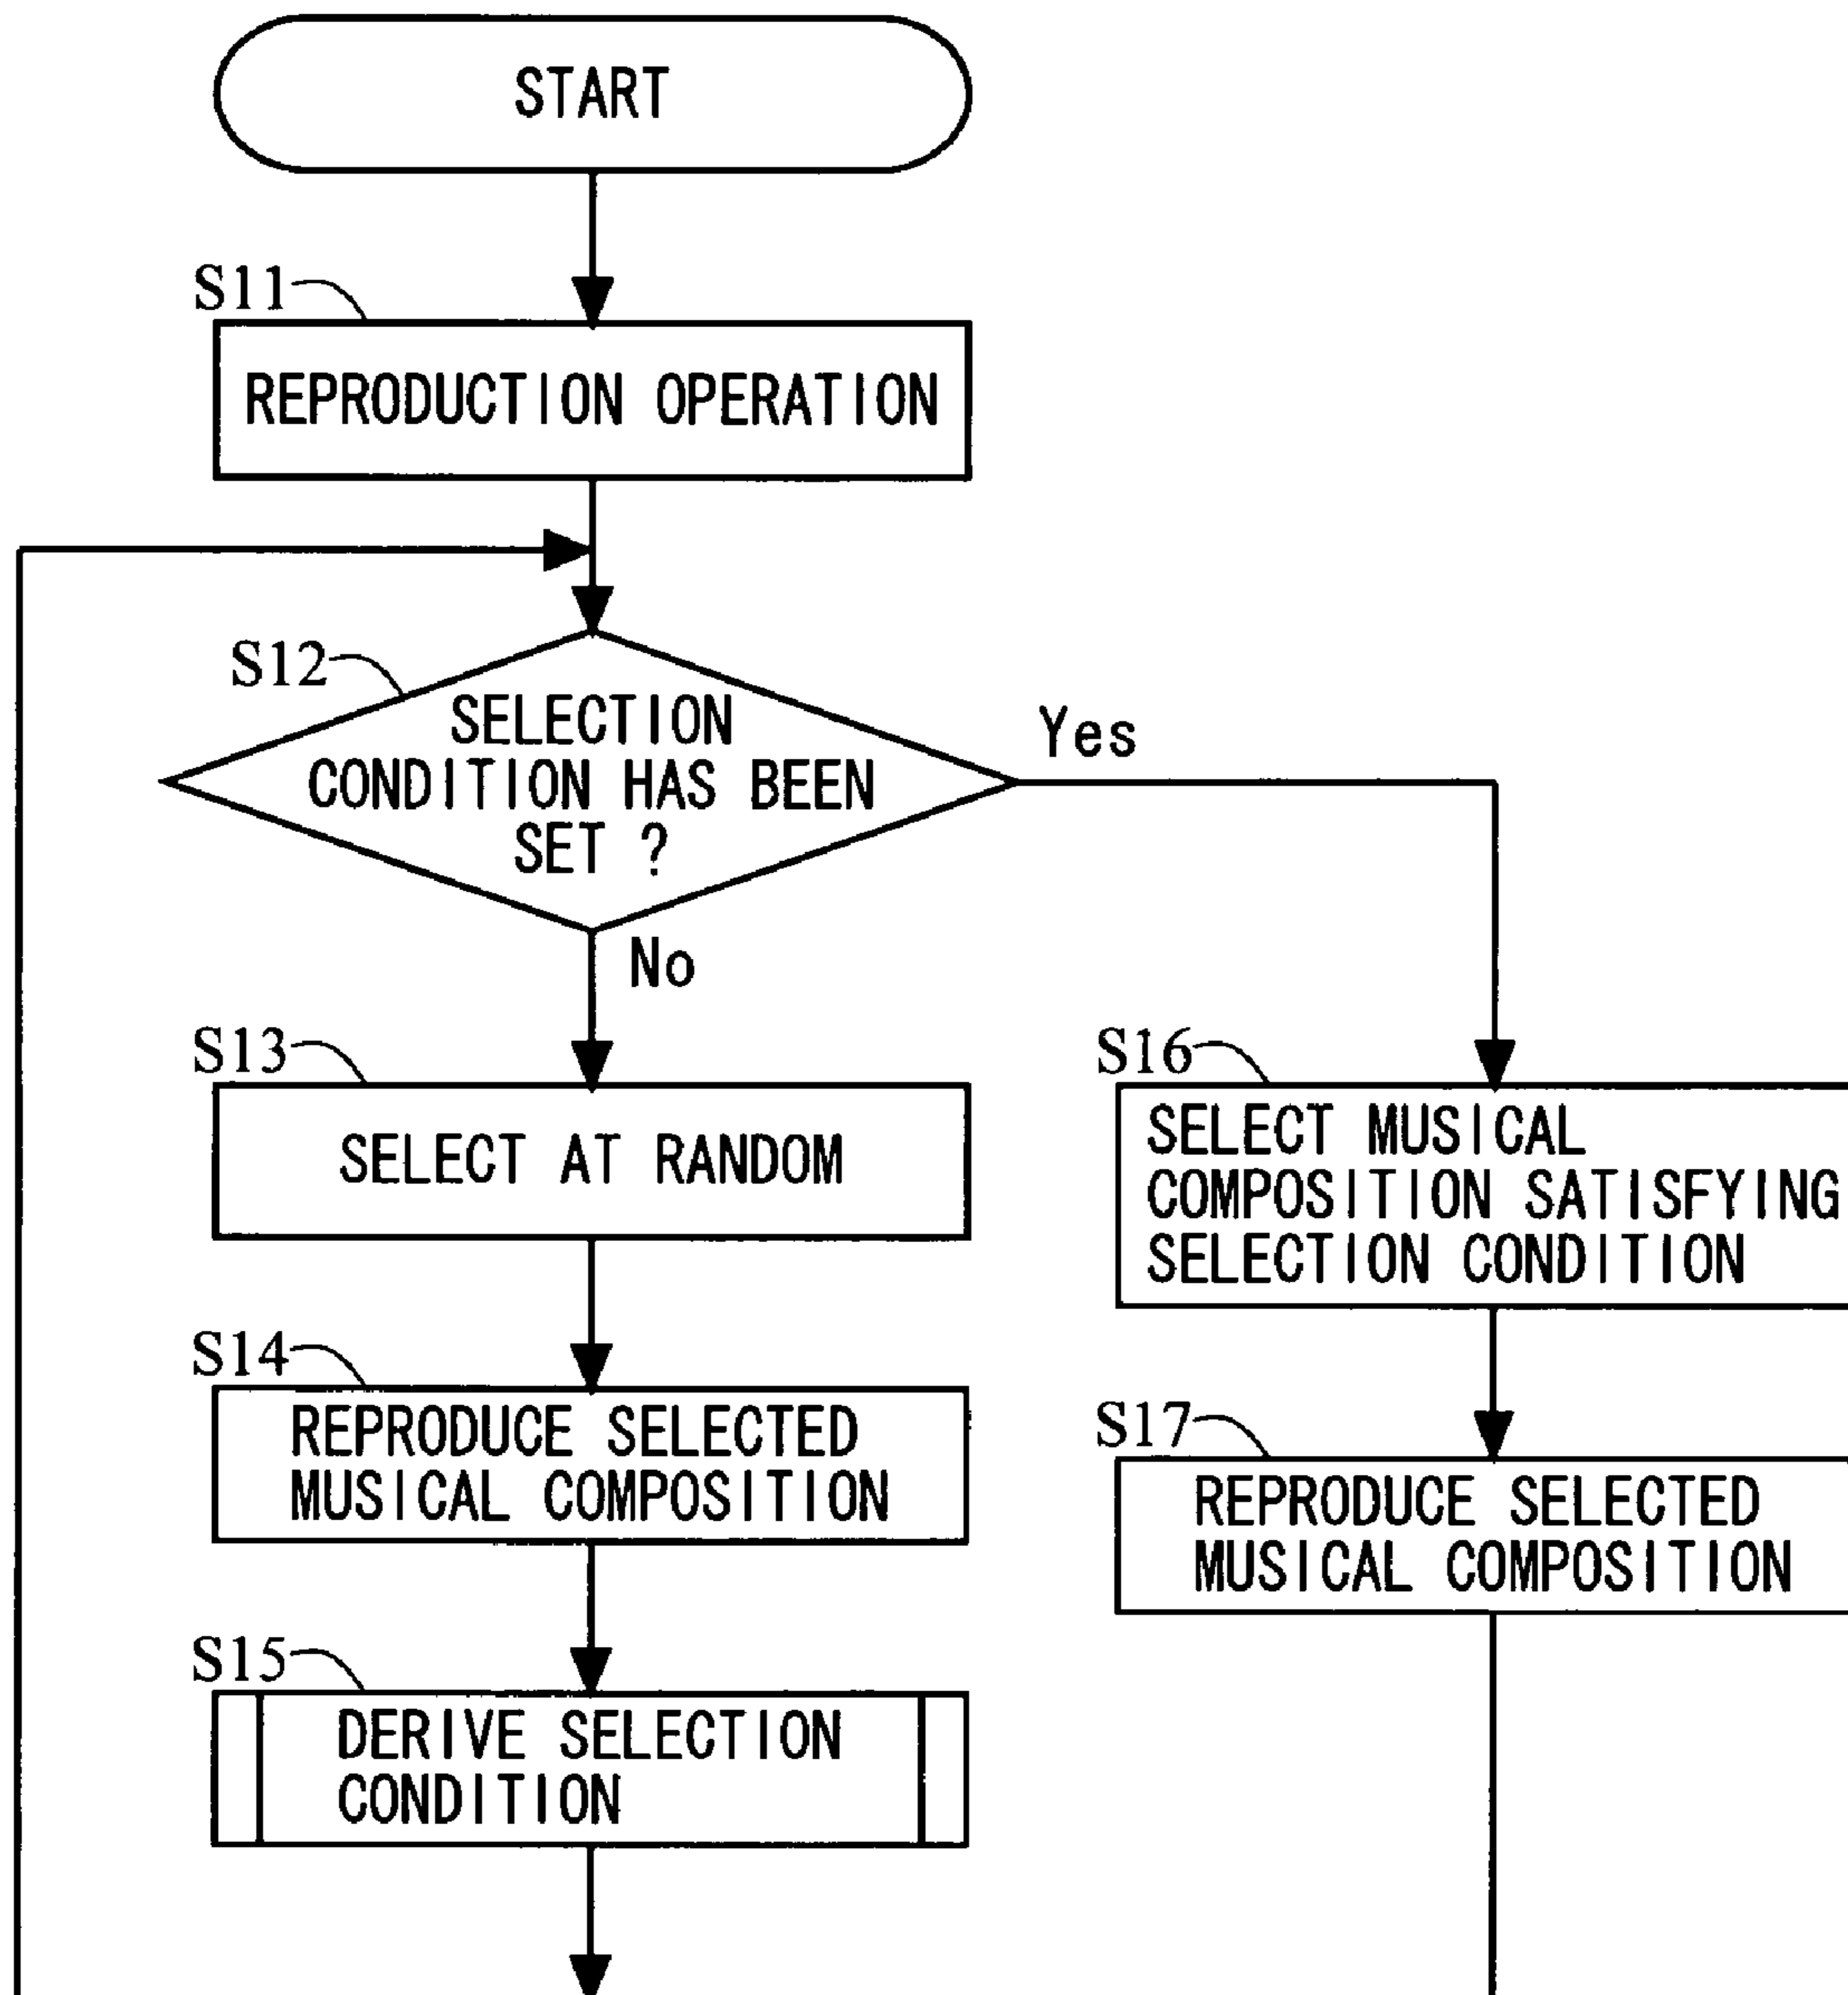 START
S11
REPRODUCTION OPERATION
S12
SELECTION
CONDITION HAS BEEN
SET ?
Yes
No
S13
SELECT AT RANDOM
S16
SELECT MUSICAL
COMPOSITION SATISFYING
SELECTION CONDITION
S14
REPRODUCE SELECTED
MUSICAL COMPOSITION
S17
REPRODUCE SELECTED
MUSICAL COMPOSITION
S15
DERIVE SELECTION
CONDITION